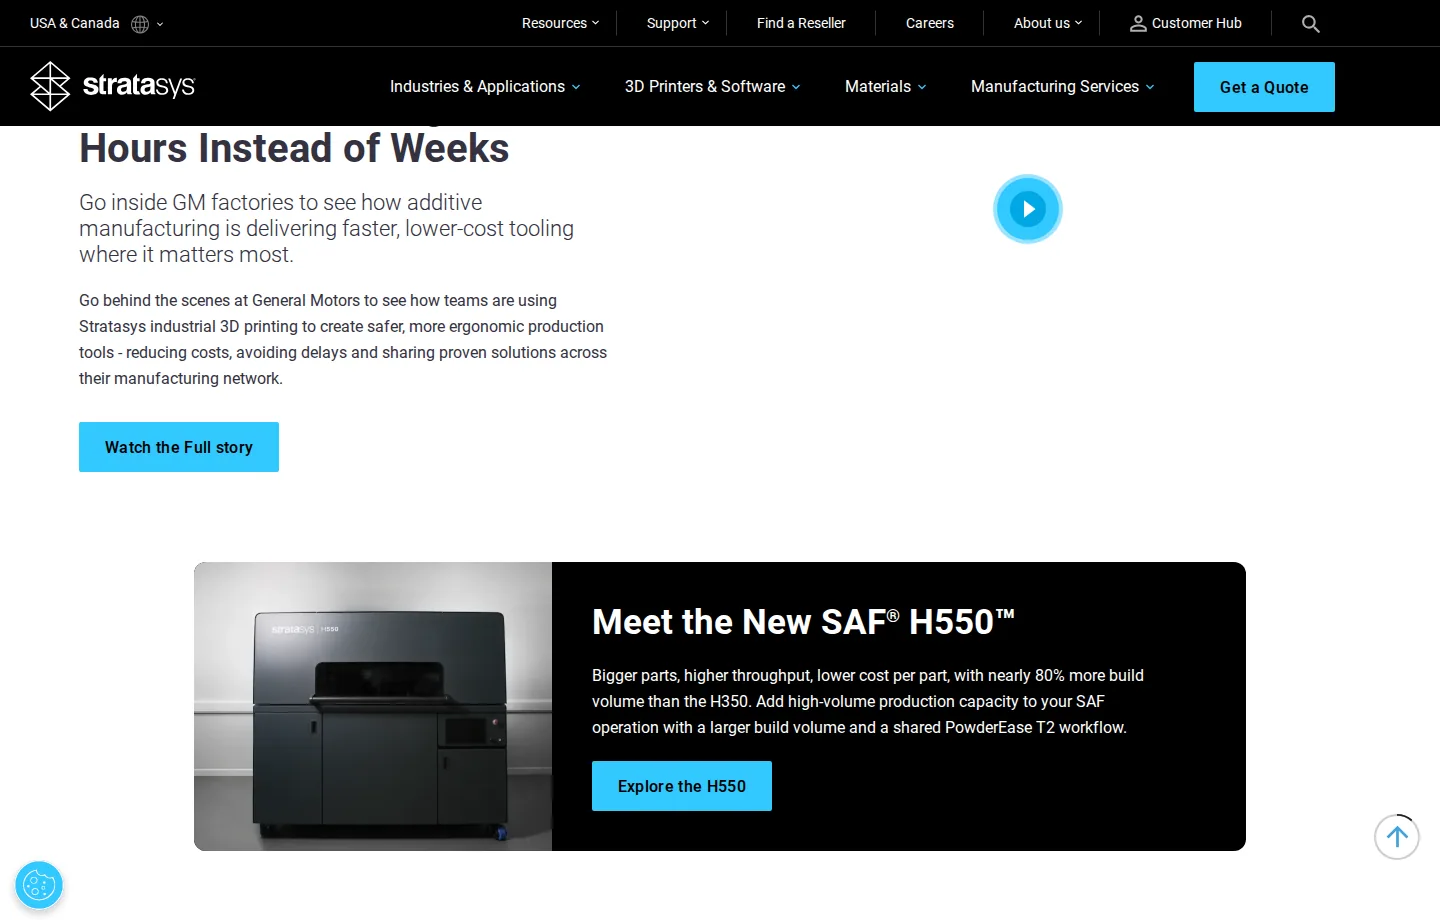 USA & Canada
Resources
Support
Find a Reseller
Careers
About us
Customer Hub
stratasys
Industries & Applications
3D Printers & Software
Materials
Manufacturing Services
Get a Quote
Hours Instead of Weeks
Go inside GM factories to see how additive
manufacturing is delivering faster, lower-cost tooling
where it matters most.
Go behind the scenes at General Motors to see how teams are using
Stratasys industrial 3D printing to create safer, more ergonomic production
tools - reducing costs, avoiding delays and sharing proven solutions across
their manufacturing network.
Watch the Full story
stratasys H550
Meet the New SAF® H550™
Bigger parts, higher throughput, lower cost per part, with nearly 80% more build
volume than the H350. Add high-volume production capacity to your SAF
operation with a larger build volume and a shared PowderEase T2 workflow.
Explore the H550